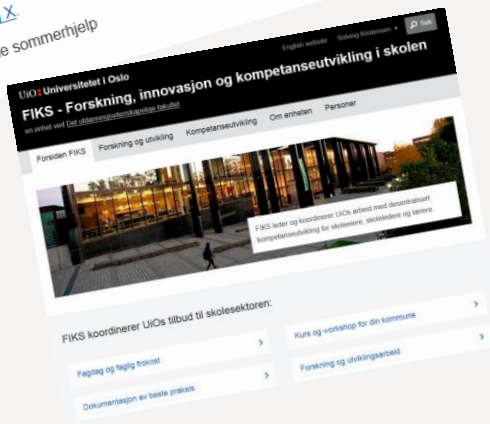 X.
e sommerhjelp
UiO: Universitetet i Oslo
English website
Solveig Kristensen
Søk
FIKS - Forskning, innovasjon og kompetanseutvikling i skolen
en enhet ved Det utdanningsvitenskapelige fakultet
Forsiden FIKS
Forskning og utvikling
Kompetanseutvikling
Om enheten
Personer
FIKS leder og koordinerer UiOs arbeid med desentralisert
kompetanseutvikling for skoleeiere, skoleledere og lærere.
FIKS koordinerer UiOs tilbud til skolesektoren:
Fagdag og faglig frokost
Kurs og workshop for din kommune
Dokumentasjon av beste praksis
Forskning og utviklingsarbeid